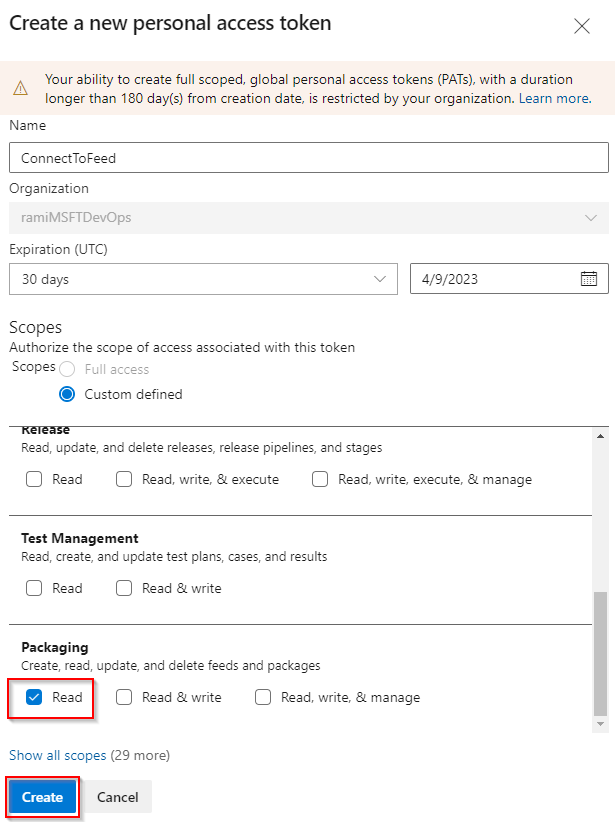 Create a new personal access token
Your ability to create full scoped, global personal access tokens (PATs), with a duration
longer than 180 day(s) from creation date, is restricted by your organization. Learn more.
Name
ConnectToFeed
Organization
ramiMSFTDevOps
Expiration (UTC)
30 days 4/9/2023
Scopes
Authorize the scope of access associated with this token
Scopes Full access
Custom defined
Release
Read, update, and delete releases, release pipelines, and stages
Read Read, write, & execute Read, write, execute, & manage
Test Management
Read, create, and update test plans, cases, and results
Read Read & write
Packaging
Create, read, update, and delete feeds and packages
Read Read & write Read, write, & manage
Show all scopes (29 more)
Create Cancel